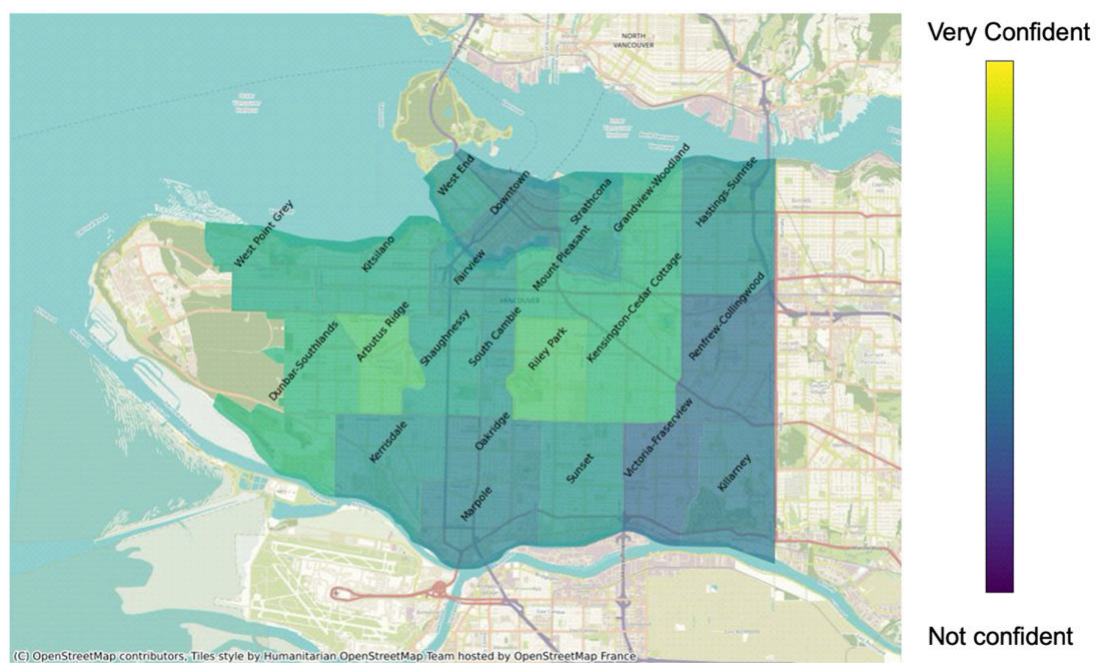 Very Confident
NORTH
VANCOUVER
West End
Downtown
Strathcona
Grandview-Woodland
Hastings-Sunrise
West Point Grey
Kitsilano
Fairview
Mount Pleasant
VANCOUVER
Kensington-Cedar Cottage
Renfrew-Collingwood
Dunbar-Southlands
Arbutus Ridge
Shaughnessy
South Cambie
Riley Park
Kerrisdale
Oakridge
Sunset
Victoria-Fraserview
Killarney
Marpole
Not confident
(C) OpenStreetMap contributors, Tiles style by Humanitarian OpenStreetMap Team hosted by OpenStreetMap France